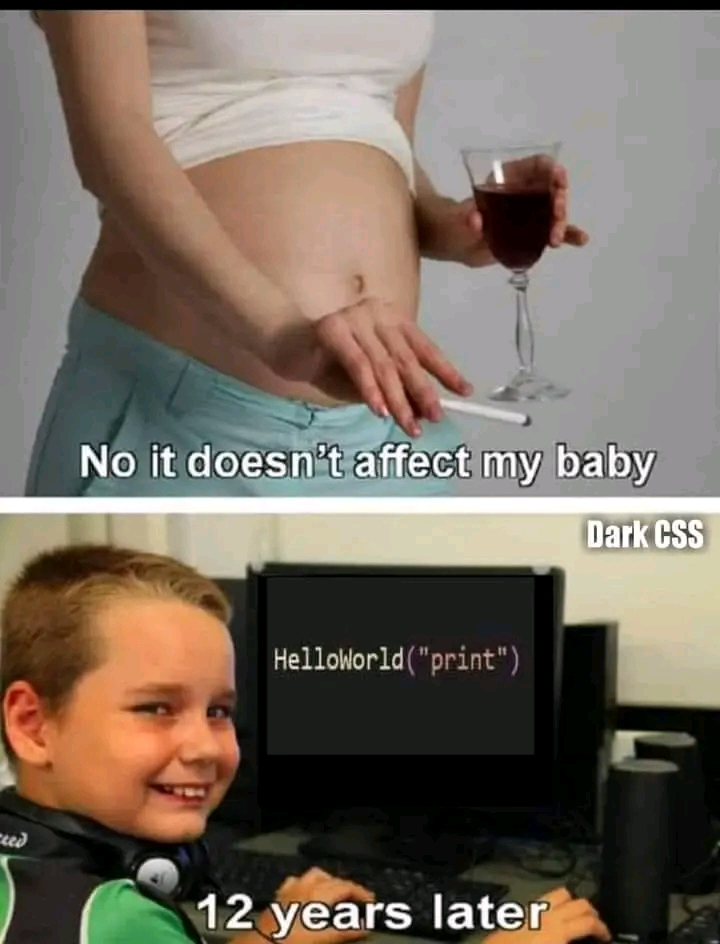 No it doesn't affect my baby
Dark CSS
HelloWorld("print")
12 years later